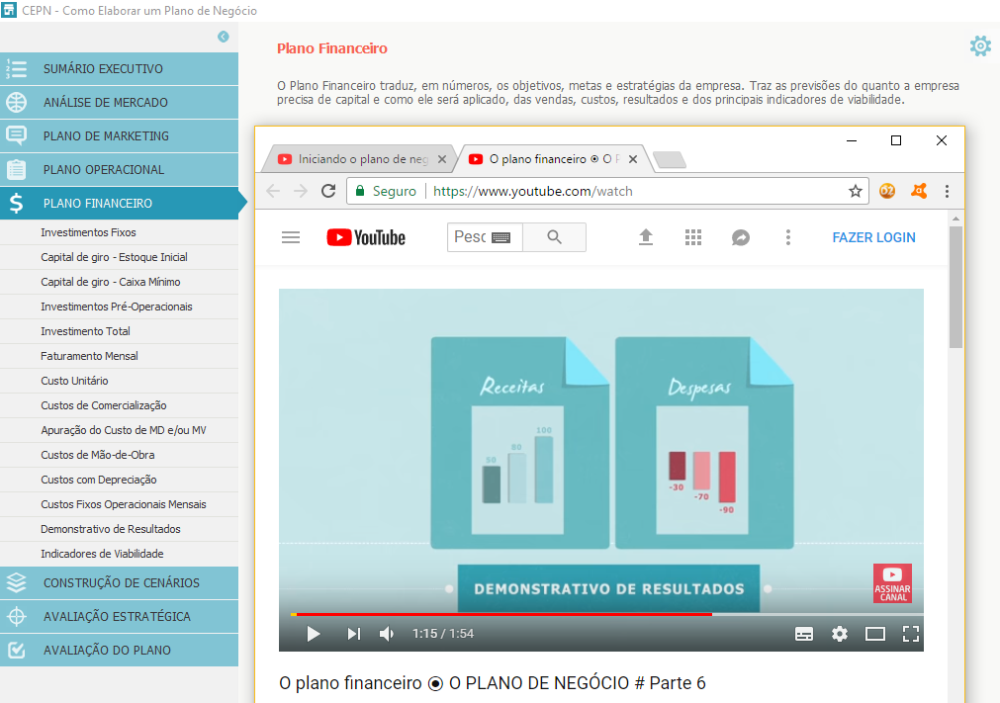 CEPN - Como Elaborar um Plano de Negócio
SUMÁRIO EXECUTIVO
ANÁLISE DE MERCADO
PLANO DE MARKETING
PLANO OPERACIONAL
PLANO FINANCEIRO
Investimentos Fixos
Capital de giro - Estoque Inicial
Capital de giro - Caixa Mínimo
Investimentos Pré-Operacionais
Investimento Total
Faturamento Mensal
Custo Unitário
Custos de Comercialização
Apuração do Custo de MD e/ou MV
Custos de Mão-de-Obra
Custos com Depreciação
Custos Fixos Operacionais Mensais
Demonstrativo de Resultados
Indicadores de Viabilidade
CONSTRUÇÃO DE CENÁRIOS
AVALIAÇÃO ESTRATÉGICA
AVALIAÇÃO DO PLANO
Plano Financeiro
O Plano Financeiro traduz, em números, os objetivos, metas e estratégias da empresa. Traz as previsões do quanto a empresa
precisa de capital e como ele será aplicado, das vendas, custos, resultados e dos principais indicadores de viabilidade.
Iniciando o plano de neg
O plano financeiro ◉ O P
Seguro
https://www.youtube.com/watch
YouTube
Pesc
FAZER LOGIN
Receitas
50
80
100
Despesas
-30
-70
-90
DEMONSTRATIVO DE RESULTADOS
ASSINAR
CANAL
1:15 / 1:54
O plano financeiro ◉ O PLANO DE NEGÓCIO # Parte 6